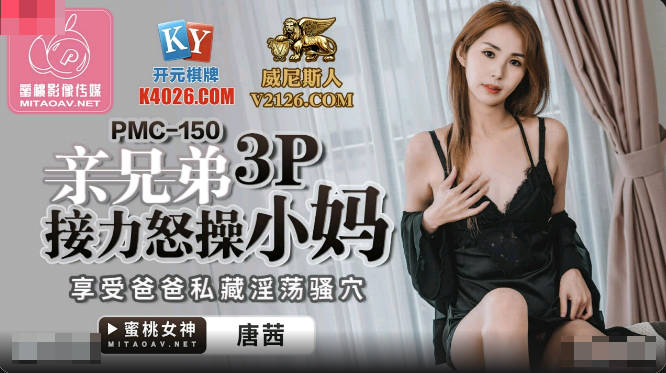 蜜桃影像传媒
MITAOAV.NET
KY
开元棋牌
K4026.COM
威尼斯人
V2126.COM
PMC-150
亲兄弟3P
接力怒操小妈
享受爸爸私藏淫荡骚穴
蜜桃女神
MITAOAV.NET
唐茜